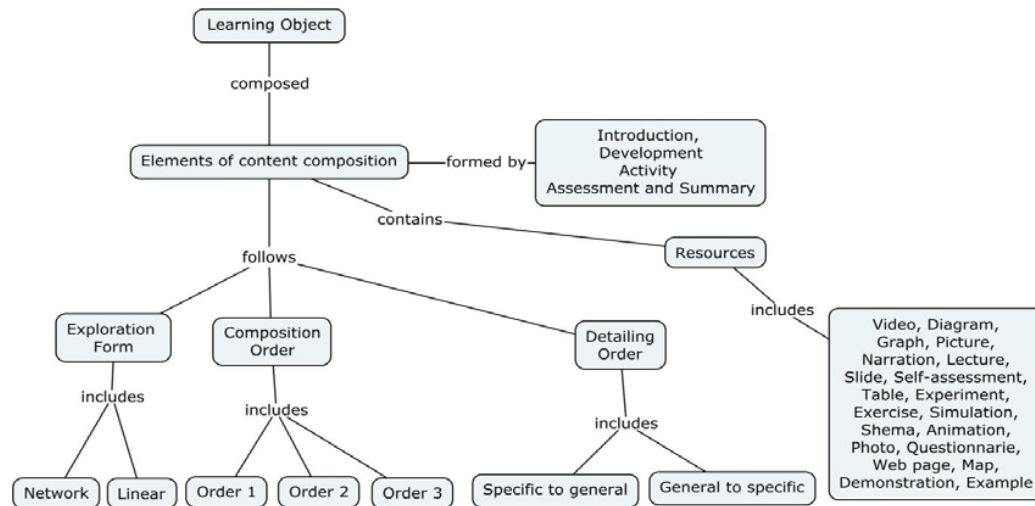 Learning Object
composed
Elements of content composition
formed by
Introduction,
Development
Activity
Assessment and Summary
contains
Resources
follows
includes
Exploration
Form
Composition
Order
Detailing
Order
Video, Diagram,
Graph, Picture,
Narration, Lecture,
Slide, Self-assessment,
Table, Experiment,
Exercise, Simulation,
Shema, Animation,
Photo, Questionnarie,
Web page, Map,
Demonstration, Example
includes
includes
includes
Network
Linear
Order 1
Order 2
Order 3
Specific to general
General to specific